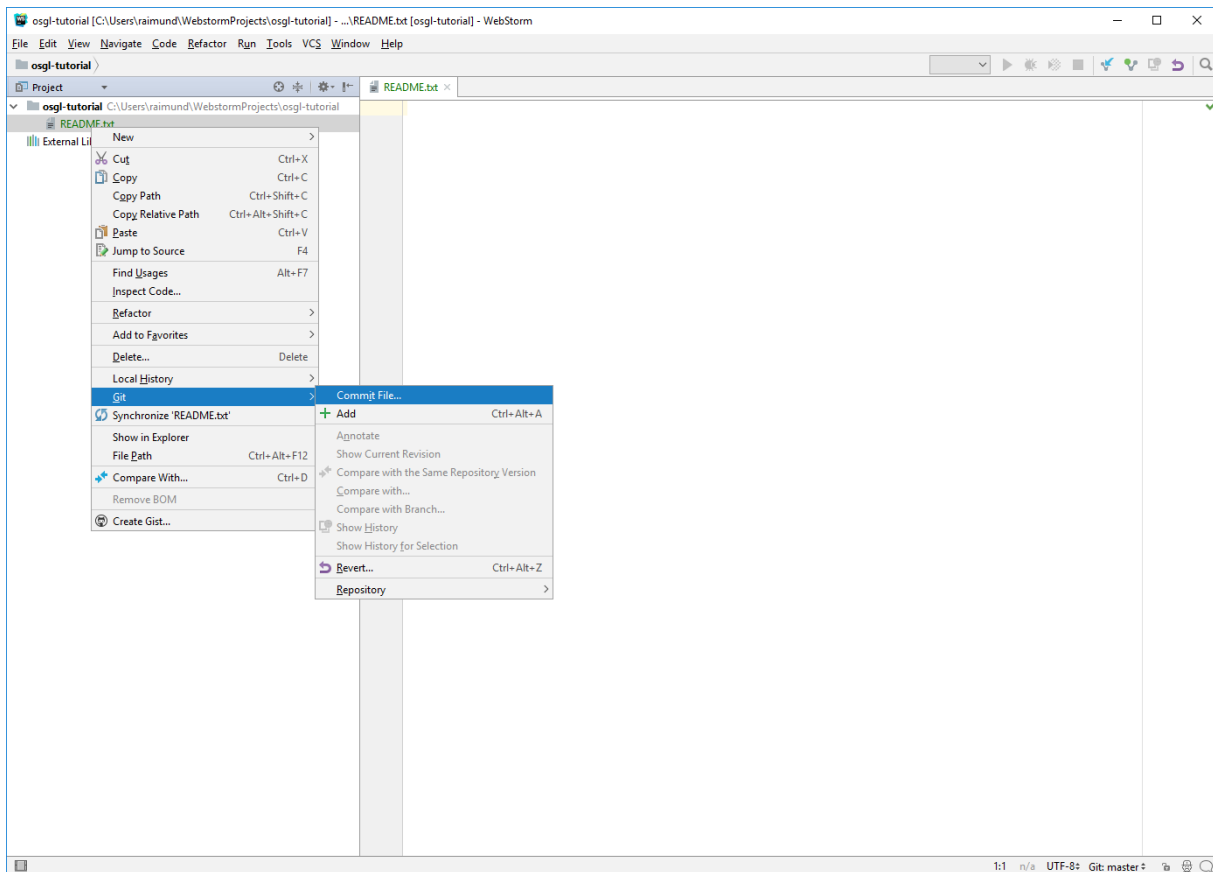 osgl-tutorial [C:\Users\raimund\WebstormProjects\osgl-tutorial] - ...\README.txt [osgl-tutorial] - WebStorm
File Edit View Navigate Code Refactor Run Tools VCS Window Help
osgl-tutorial
Project
README.txt
osgl-tutorial C:\Users\raimund\WebstormProjects\osgl-tutorial
README.txt
External Li
New
Cut Ctrl+X
Copy Ctrl+C
Copy Path Ctrl+Shift+C
Copy Relative Path Ctrl+Alt+Shift+C
Paste Ctrl+V
Jump to Source F4
Find Usages Alt+F7
Inspect Code...
Refactor
Add to Favorites
Delete... Delete
Local History
Git
Synchronize 'README.txt'
Show in Explorer
File Path Ctrl+Alt+F12
Compare With... Ctrl+D
Remove BOM
Create Gist...
Commit File...
Add Ctrl+Alt+A
Annotate
Show Current Revision
Compare with the Same Repository Version
Compare with...
Compare with Branch...
Show History
Show History for Selection
Revert... Ctrl+Alt+Z
Repository
1:1 n/a UTF-8 Git: master